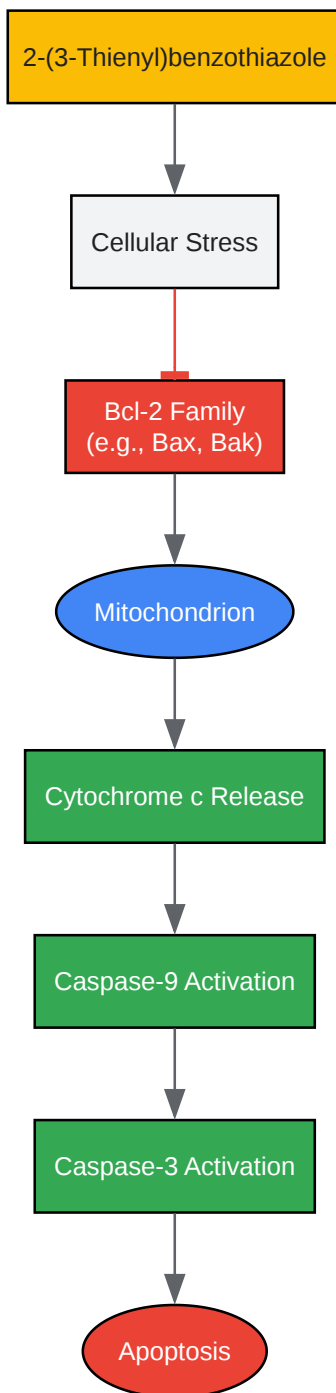 2-(3-Thienyl)benzothiazole
Cellular Stress
Bcl-2 Family
(e.g., Bax, Bak)
Mitochondrion
Cytochrome c Release
Caspase-9 Activation
Caspase-3 Activation
Apoptosis